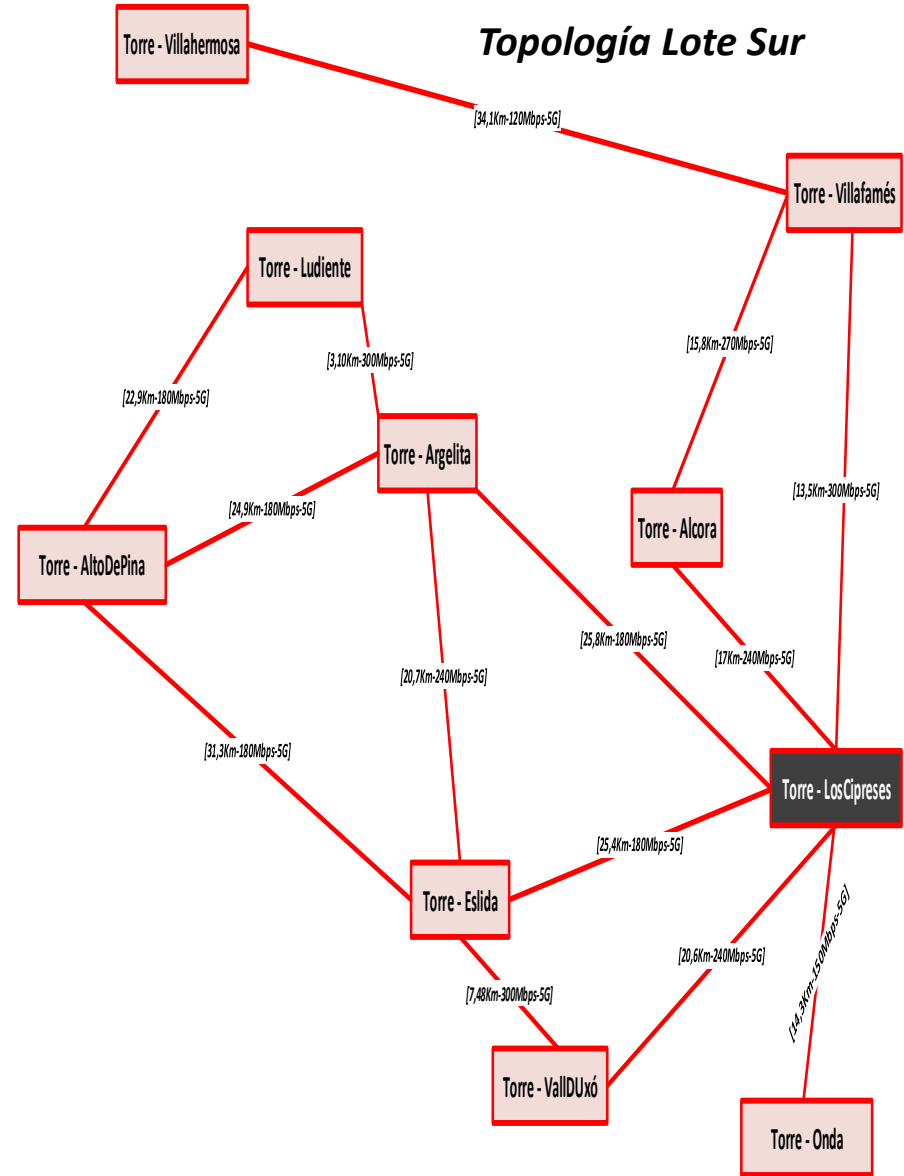 Topología Lote Sur
Torre - Villahermosa
[34,1Km-120Mbps-5G]
Torre - Villafamés
Torre - Ludiente
[15,8Km-270Mbps-5G]
[3,10Km-300Mbps-5G]
[22,9Km-180Mbps-5G]
Torre - Argelita
[13,5Km-300Mbps-5G]
[24,9Km-180Mbps-5G]
Torre - Alcora
Torre - AltoDePina
[25,8Km-180Mbps-5G]
[17Km-240Mbps-5G]
[20,7Km-240Mbps-5G]
[31,3Km-180Mbps-5G]
Torre - LosCipreses
[25,4Km-180Mbps-5G]
Torre - Eslida
[20,6Km-240Mbps-5G]
[14,3Km-150Mbps-5G]
[7,48Km-300Mbps-5G]
Torre - VallDUxó
Torre - Onda